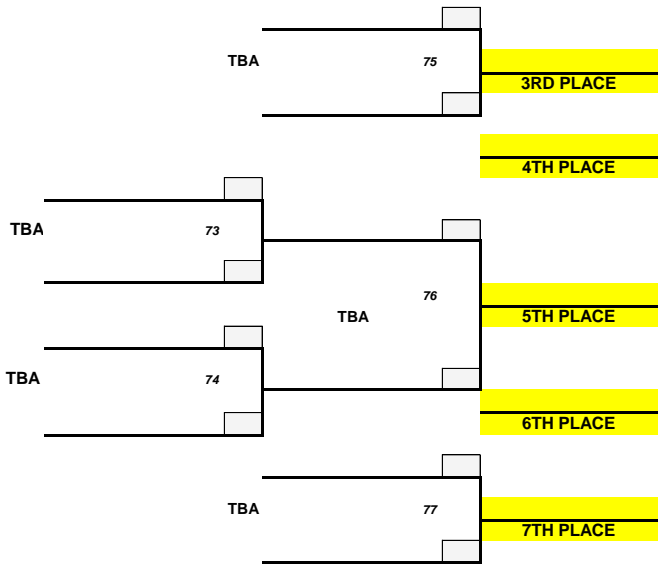 TBA 75
3RD PLACE
4TH PLACE
TBA 73
76
TBA 5TH PLACE
TBA 74
6TH PLACE
TBA 77
7TH PLACE